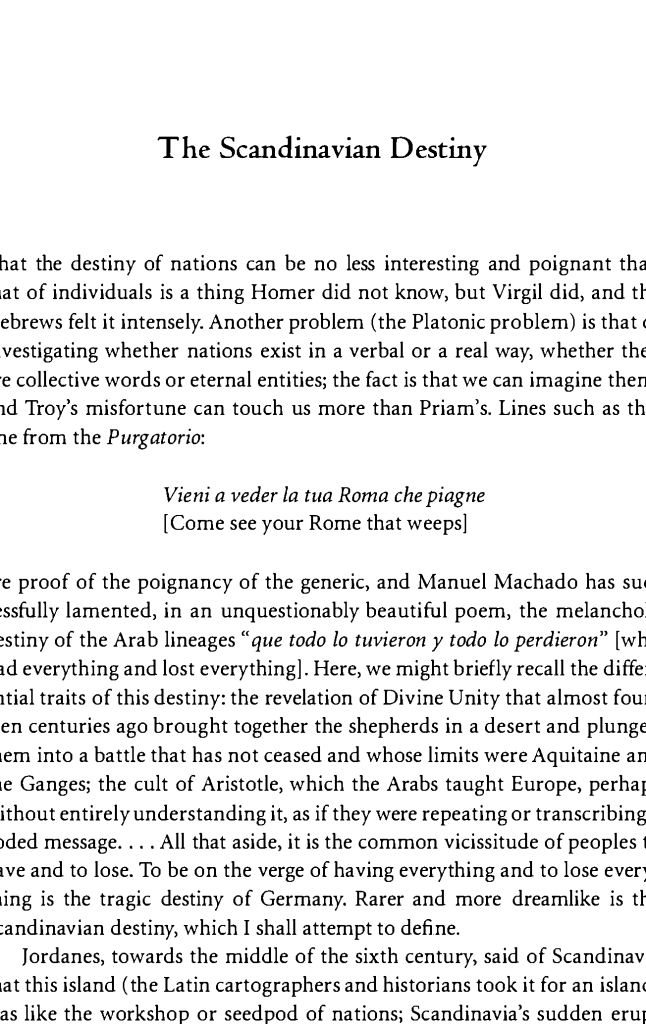 The Scandinavian Destiny
hat the destiny of nations can be no less interesting and poignant tha
at of individuals is a thing Homer did not know, but Virgil did, and th
ebrews felt it intensely. Another problem (the Platonic problem) is that o
vestigating whether nations exist in a verbal or a real way, whether the
re collective words or eternal entities; the fact is that we can imagine them
nd Troy's misfortune can touch us more than Priam's. Lines such as th
ne from the Purgatorio:
Vieni a veder la tua Roma che piagne
[Come see your Rome that weeps]
re proof of the poignancy of the generic, and Manuel Machado has suc
essfully lamented, in an unquestionably beautiful poem, the melanchol
estiny of the Arab lineages "que todo lo tuvieron y todo lo perdieron" [wh
ad everything and lost everything]. Here, we might briefly recall the differ
ntial traits of this destiny: the revelation of Divine Unity that almost four
een centuries ago brought together the shepherds in a desert and plunge
hem into a battle that has not ceased and whose limits were Aquitaine an
he Ganges; the cult of Aristotle, which the Arabs taught Europe, perhap
ithout entirely understanding it, as if they were repeating or transcribing
oded message. . . . All that aside, it is the common vicissitude of peoples t
ave and to lose. To be on the verge of having everything and to lose every
hing is the tragic destiny of Germany. Rarer and more dreamlike is th
candinavian destiny, which I shall attempt to define.
Jordanes, towards the middle of the sixth century, said of Scandinav
hat this island (the Latin cartographers and historians took it for an island
as like the workshop or seedpod of nations; Scandinavia's sudden erup